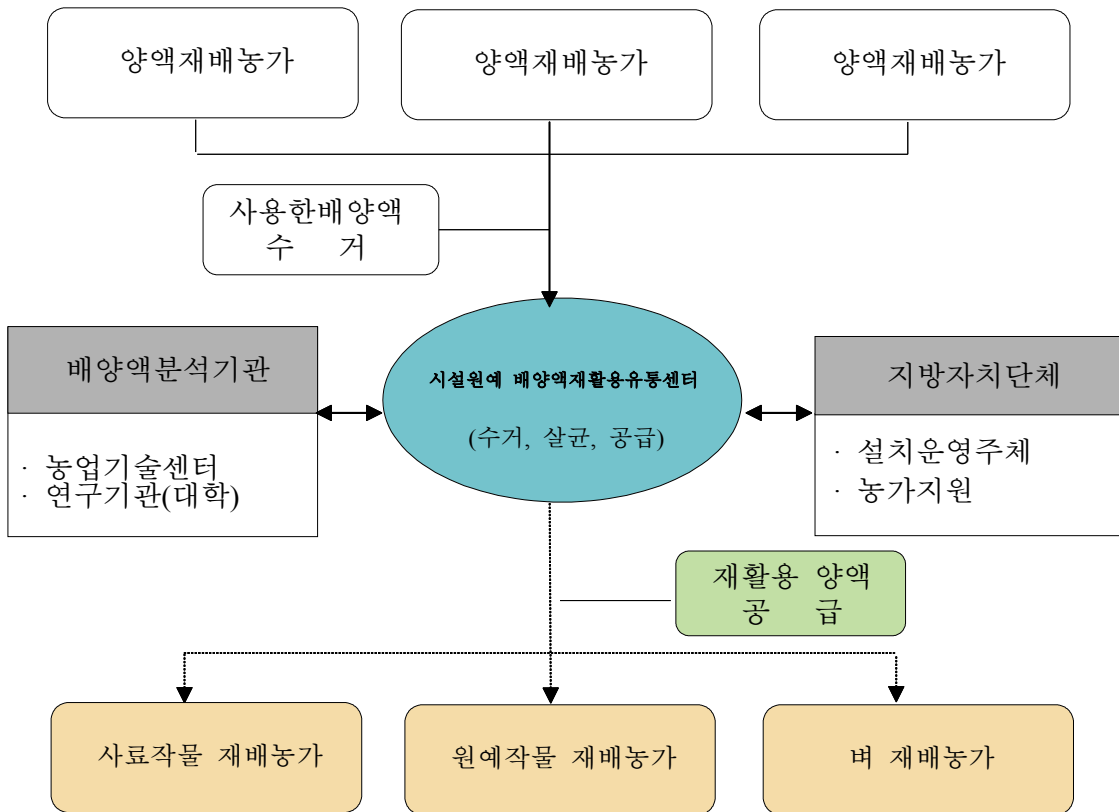 양액재배농가
양액재배농가
양액재배농가
사용한배양액
수 거
배양액분석기관
· 농업기술센터
· 연구기관(대학)
시설원예 배양액재활용유통센터
(수거, 살균, 공급)
지방자치단체
· 설치운영주체
· 농가지원
재활용 양액
공 급
사료작물 재배농가
원예작물 재배농가
벼 재배농가